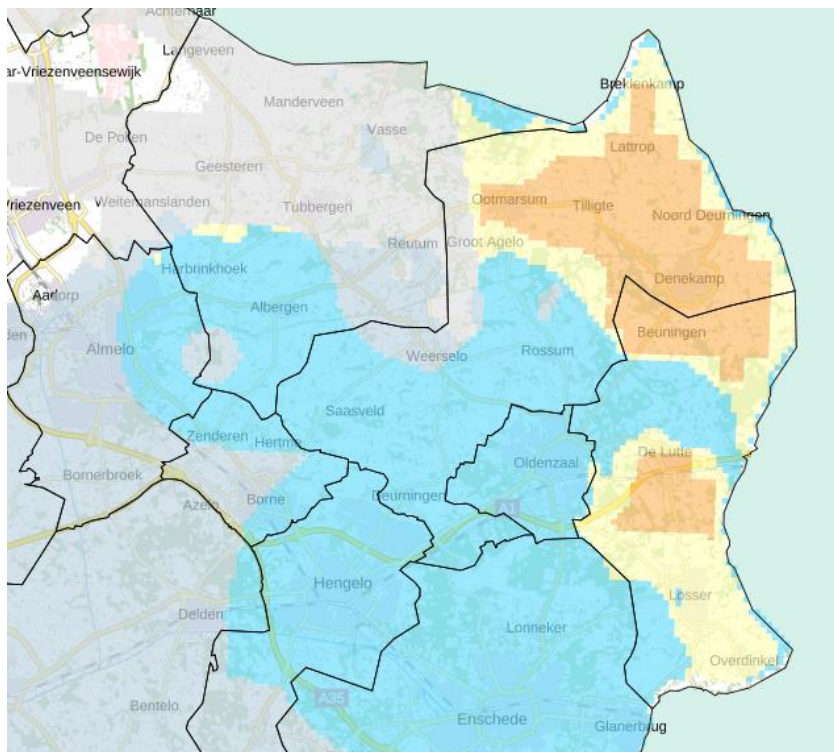 Achterhaar
Langeveen
ar-Vriezenveensewijk
Breklenkamp
Manderveen
Vasse
De Pollen
Lattrop
Geesteren
Weitemanslanden
Ootmarsum
Tilligte
Vriezenveen
Tubbergen
Noord Deurningen
Reutum
Groot Agelo
Harbrinkhoek
Denekamp
Aadorp
Albergen
Beuningen
den
Almelo
Weerselo
Rossum
Saasveld
Zenderen
Hertme
De Lutte
Oldenzaal
Bornerbroek
Borne
Deurningen
Azelo
A1
Hengelo
Losser
Delden
Lonneker
Overdinkel
A35
Bentelo
Enschede
Glanerbrug